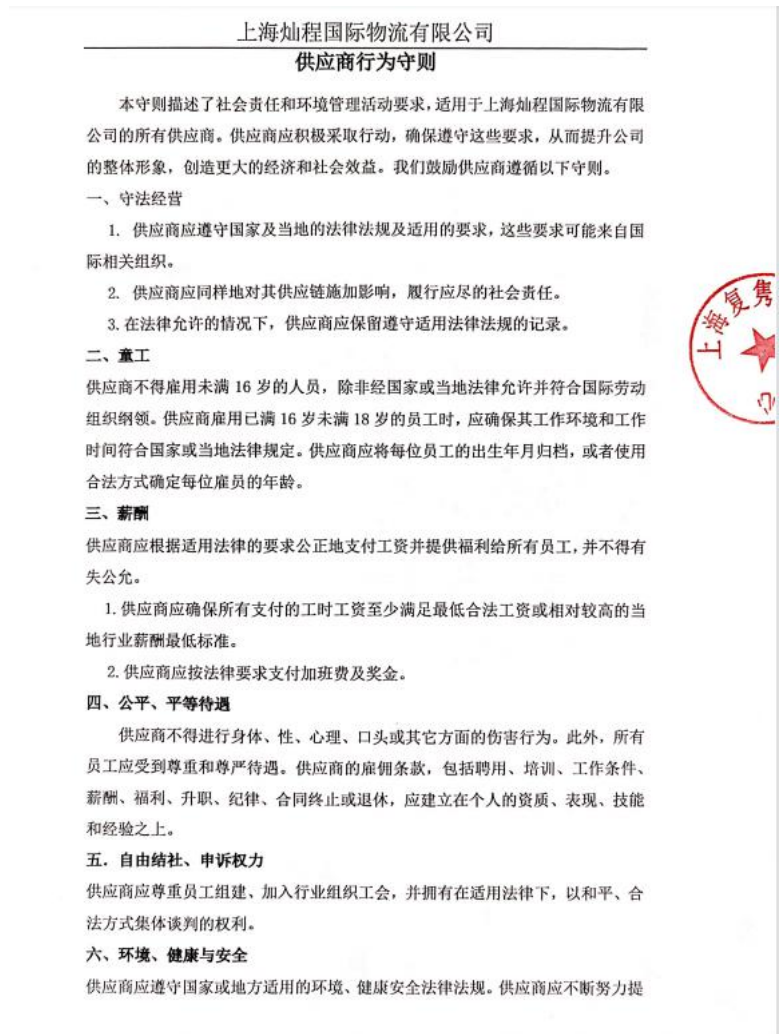 上海灿程国际物流有限公司
供应商行为守则
本守则描述了社会责任和环境管理活动要求，适用于上海灿程国际物流有限
公司的所有供应商。供应商应积极采取行动，确保遵守这些要求，从而提升公司
的整体形象，创造更大的经济和社会效益。我们鼓励供应商遵循以下守则。
一、守法经营
1. 供应商应遵守国家及当地的法律法规及适用的要求，这些要求可能来自国
际相关组织。
2. 供应商应同样地对其供应链施加影响，履行应尽的社会责任。
3.在法律允许的情况下，供应商应保留遵守适用法律法规的记录。
二、童工
供应商不得雇用未满 16 岁的人员，除非经国家或当地法律允许并符合国际劳动
组织纲领。供应商雇用已满 16 岁未满 18 岁的员工时，应确保其工作环境和工作
时间符合国家或当地法律规定。供应商应将每位员工的出生年月归档，或者使用
合法方式确定每位雇员的年龄。
三、薪酬
供应商应根据适用法律的要求公正地支付工资并提供福利给所有员工，并不得有
失公允。
1.供应商应确保所有支付的工时工资至少满足最低合法工资或相对较高的当
地行业薪酬最低标准。
2.供应商应按法律要求支付加班费及奖金。
四、公平、平等待遇
供应商不得进行身体、性、心理、口头或其它方面的伤害行为。此外，所有
员工应受到尊重和尊严待遇。供应商的雇佣条款，包括聘用、培训、工作条件、
薪酬、福利、升职、纪律、合同终止或退休，应建立在个人的资质、表现、技能
和经验之上。
五．自由结社、申诉权力
供应商应尊重员工组建、加入行业组织工会，并拥有在适用法律下，以和平、合
法方式集体谈判的权利。
六、环境、健康与安全
供应商应遵守国家或地方适用的环境、健康安全法律法规。供应商应不断努力提
上海复隽